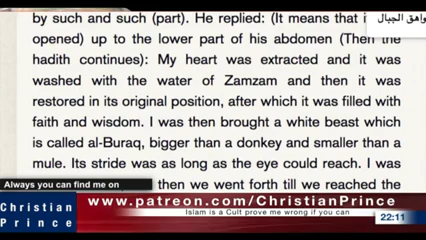 by such and such (part). He replied: (It means that i
opened) up to the lower part of his abdomen (Then the
hadith continues): My heart was extracted and it was
washed with the water of Zamzam and then it was
restored in its original position, after which it was filled with
faith and wisdom. I was then brought a white beast which
is called al-Buraq, bigger than a donkey and smaller than a
mule. Its stride was as long as the eye could reach. I was
then we went forth till we reached the
واهق الجبال
Always you can find me on
Christian
Prince
www.patreon.com/ChristianPrince
Islam is a Cult prove me wrong if you can
22:11